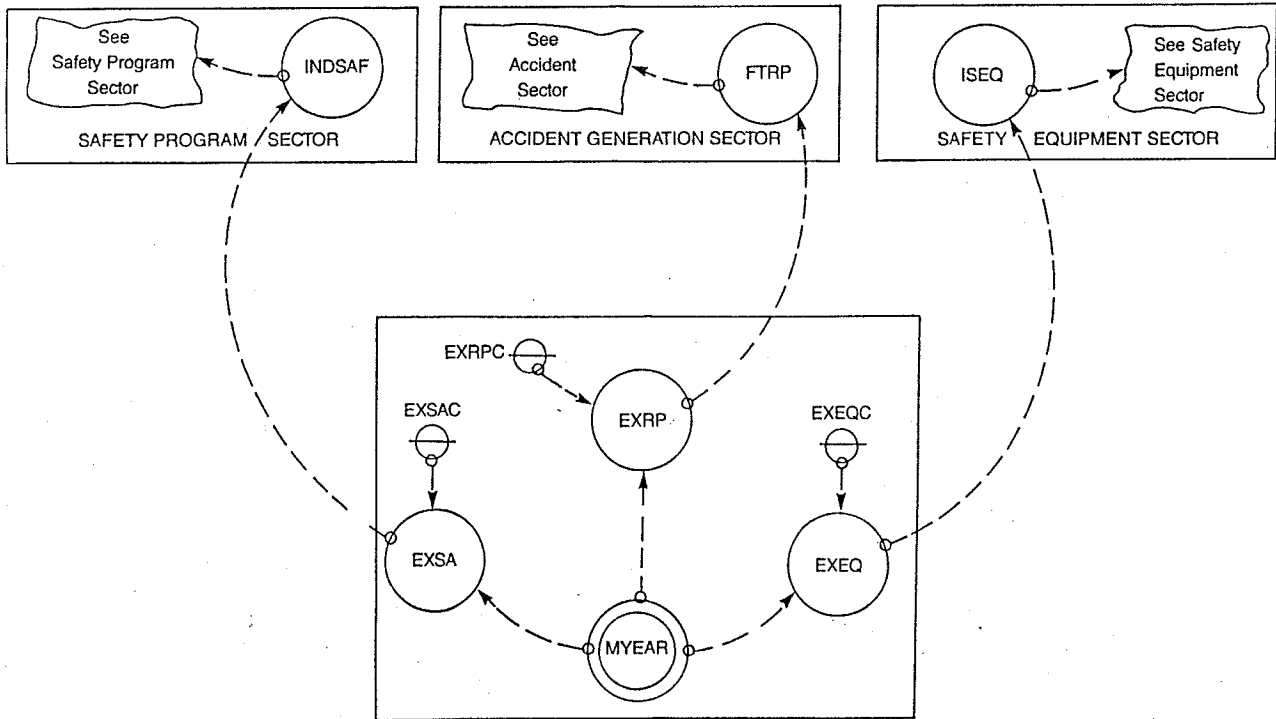 See
Safety Program
Sector
INDSAF
SAFETY PROGRAM SECTOR
See
Accident
Sector
FTRP
ACCIDENT GENERATION SECTOR
ISEQ
See Safety
Equipment
Sector
SAFETY EQUIPMENT SECTOR
EXRPC
EXRP
EXSAC
EXEQC
EXSA
EXEQ
MYEAR